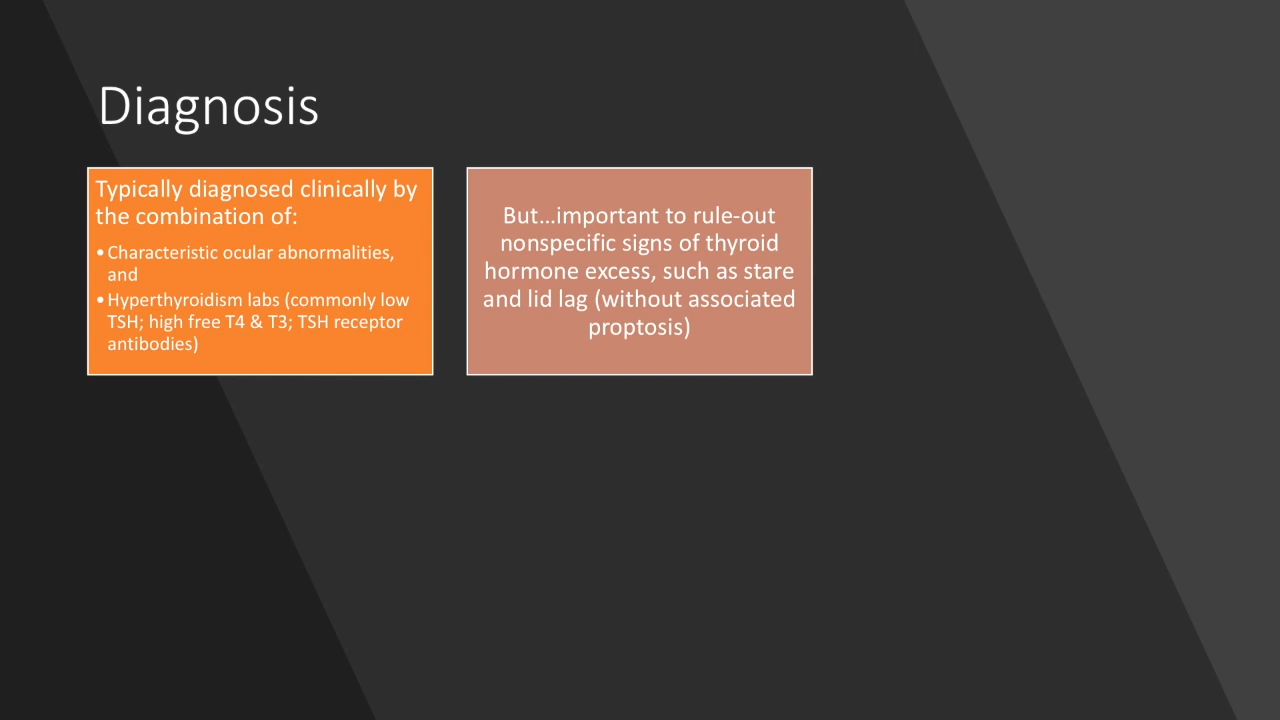 Diagnosis
Typically diagnosed clinically by
the combination of:
•Characteristic ocular abnormalities,
and
•Hyperthyroidism labs (commonly low
TSH; high free T4 & T3; TSH receptor
antibodies)
But…important to rule-out
nonspecific signs of thyroid
hormone excess, such as stare
and lid lag (without associated
proptosis)